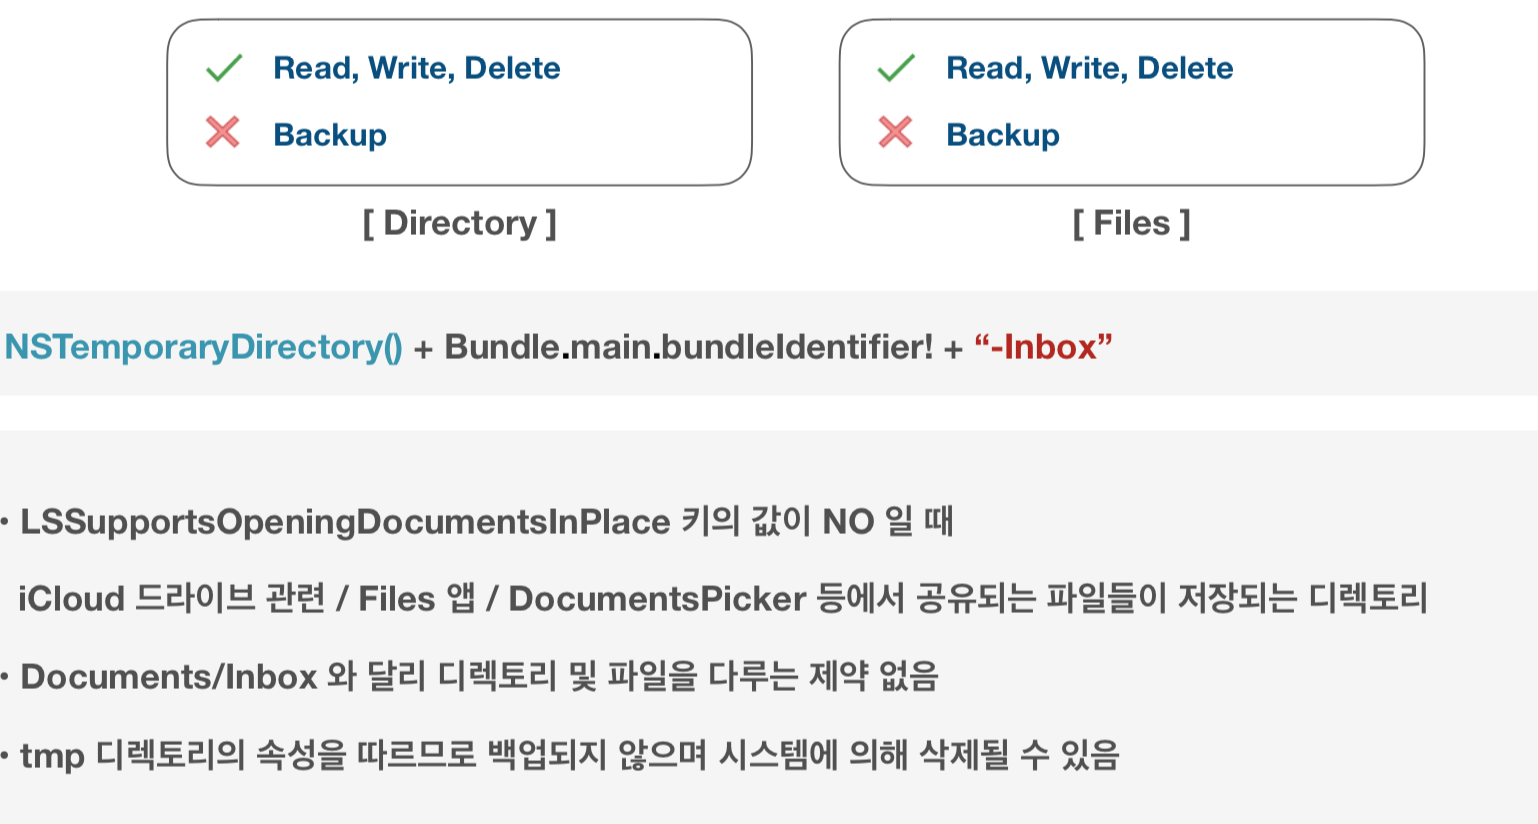 Read, Write, Delete
Backup
[ Directory ]
Read, Write, Delete
Backup
[ Files ]
NSTemporaryDirectory() + Bundle.main.bundleIdentifier! + “-Inbox”
• LSSupportsOpeningDocumentsInPlace 키의 값이 NO 일 때
iCloud 드라이브 관련 / Files 앱 / DocumentsPicker 등에서 공유되는 파일들이 저장되는 디렉토리
• Documents/Inbox 와 달리 디렉토리 및 파일을 다루는 제약 없음
• tmp 디렉토리의 속성을 따르므로 백업되지 않으며 시스템에 의해 삭제될 수 있음